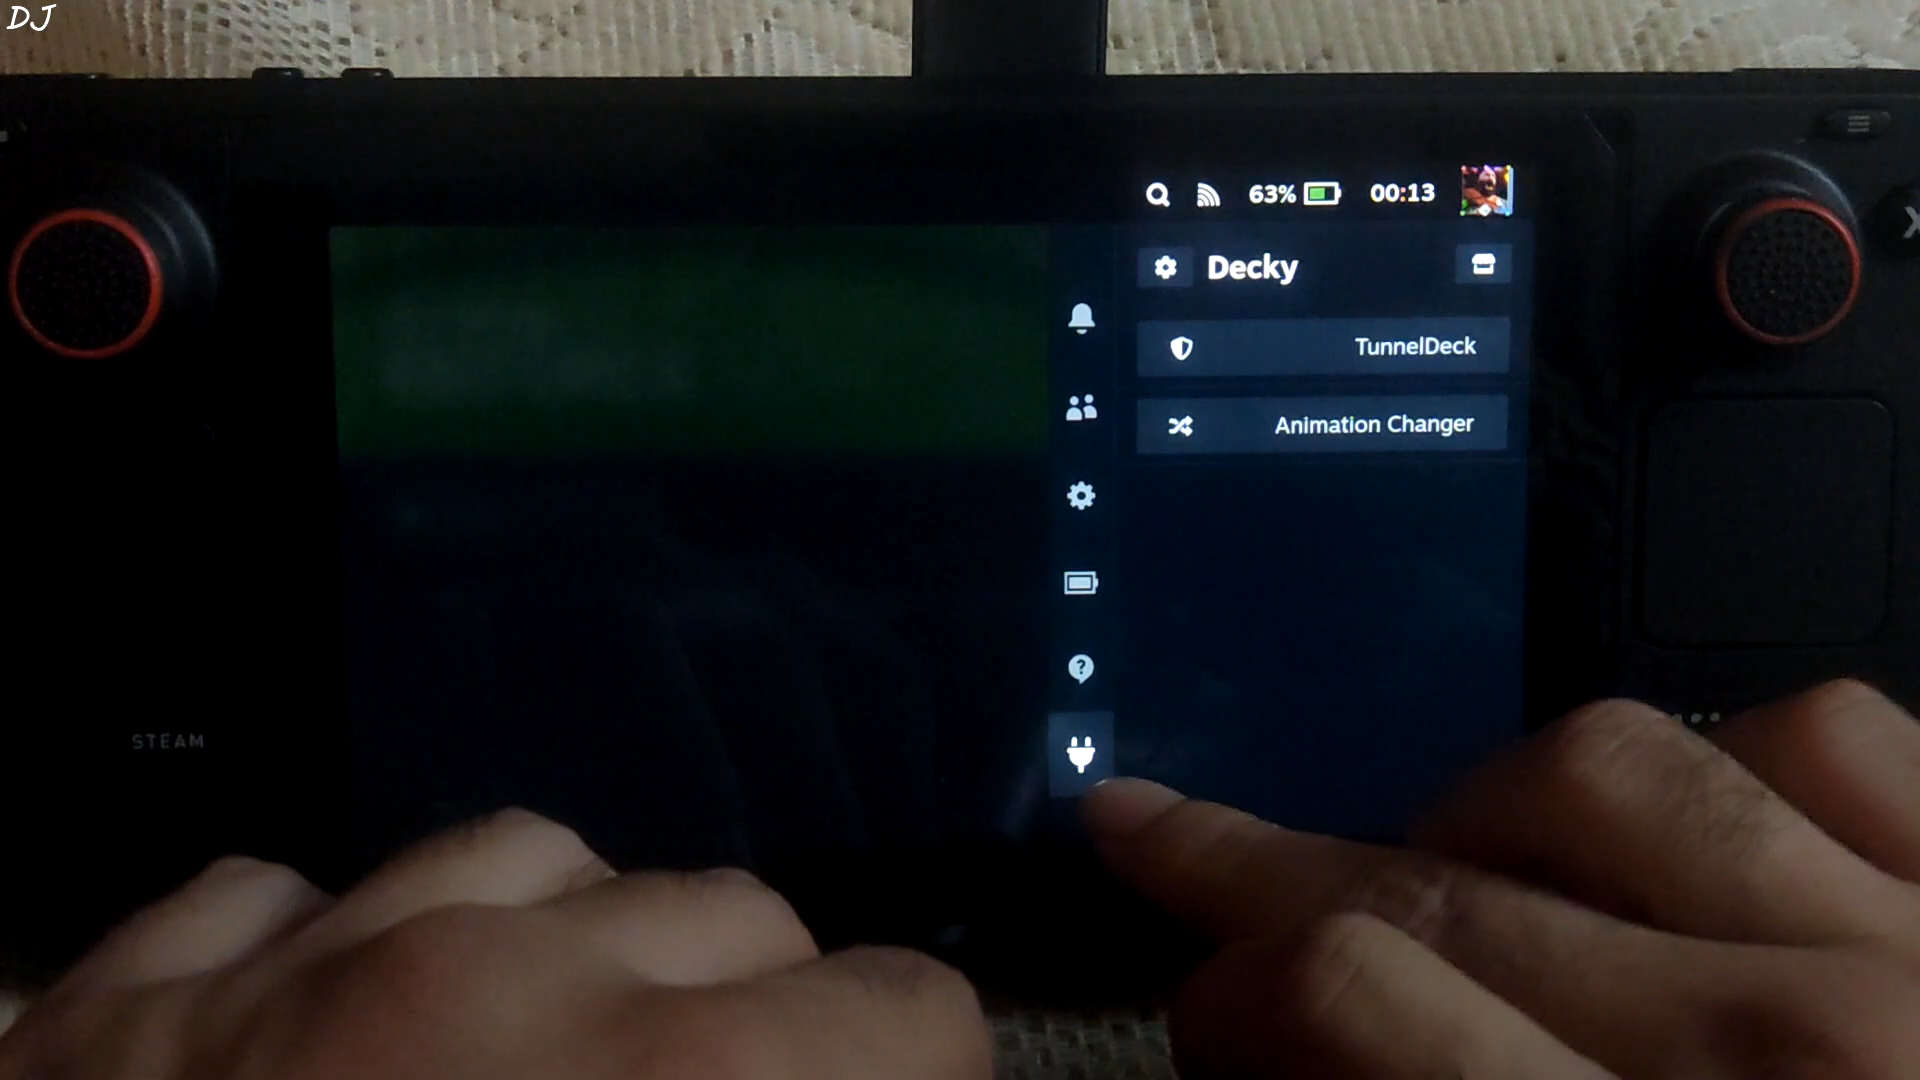 DJ
63% 00:13
Decky
TunnelDeck
Animation Changer
STEAM
X